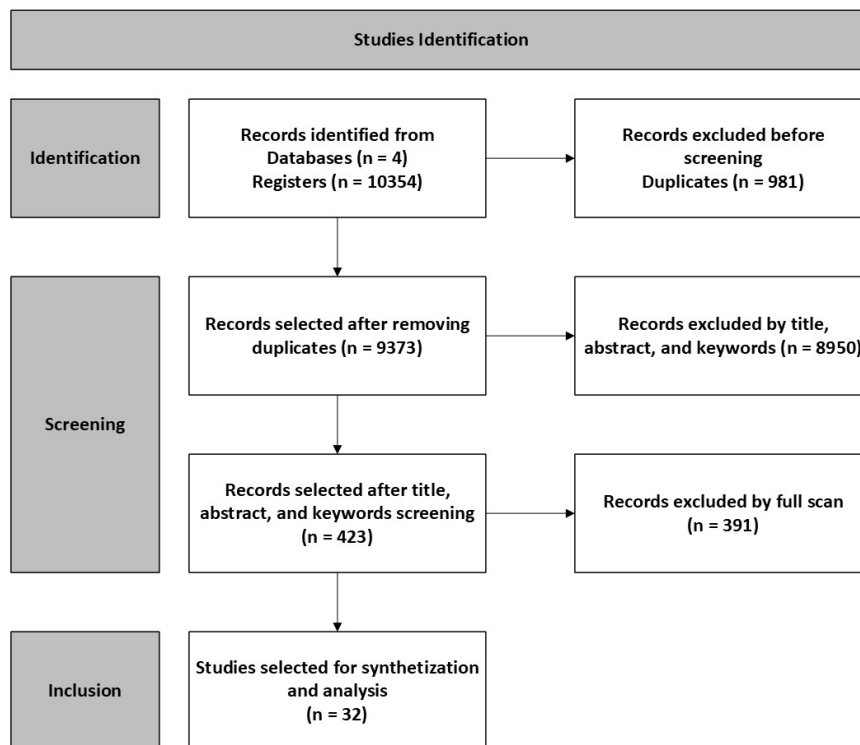 Studies Identification
Identification
Records identified from
Databases (n = 4)
Registers (n = 10354)
Records excluded before
screening
Duplicates (n = 981)
Screening
Records selected after removing
duplicates (n = 9373)
Records excluded by title,
abstract, and keywords (n = 8950)
Records selected after title,
abstract, and keywords screening
(n = 423)
Records excluded by full scan
(n = 391)
Inclusion
Studies selected for synthetization
and analysis
(n = 32)